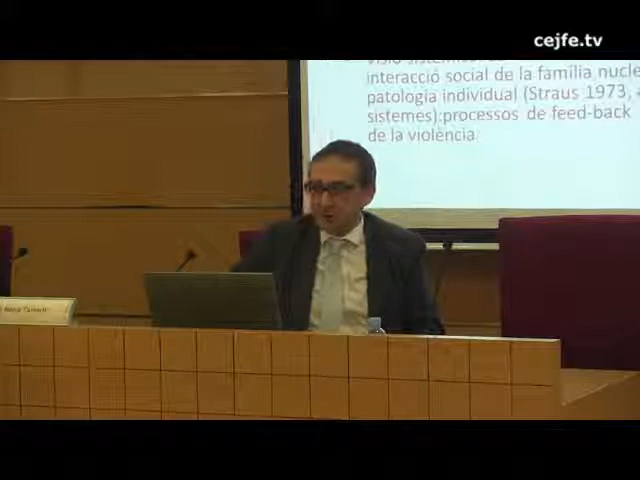 cejfe.tv
visió
interacció social de la família nucle
patologia individual (Straus 1973, a
sistemes):processos de feed-back
de la violència.